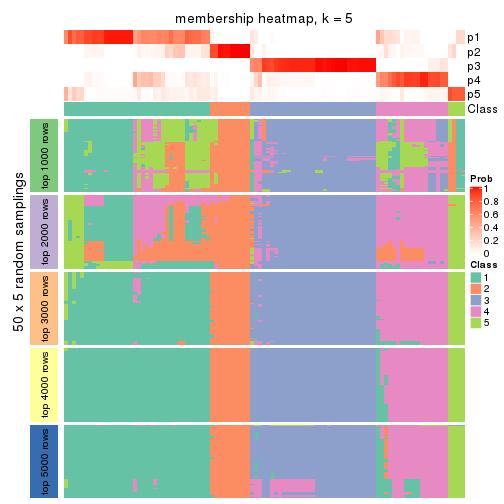 membership heatmap, k = 5
p1
p2
p3
p4
p5
Class
50 x 5 random samplings
top 1000 rows
top 2000 rows
top 3000 rows
top 4000 rows
top 5000 rows
Prob
1
0.8
0.6
0.4
0.2
0
Class
1
2
3
4
5